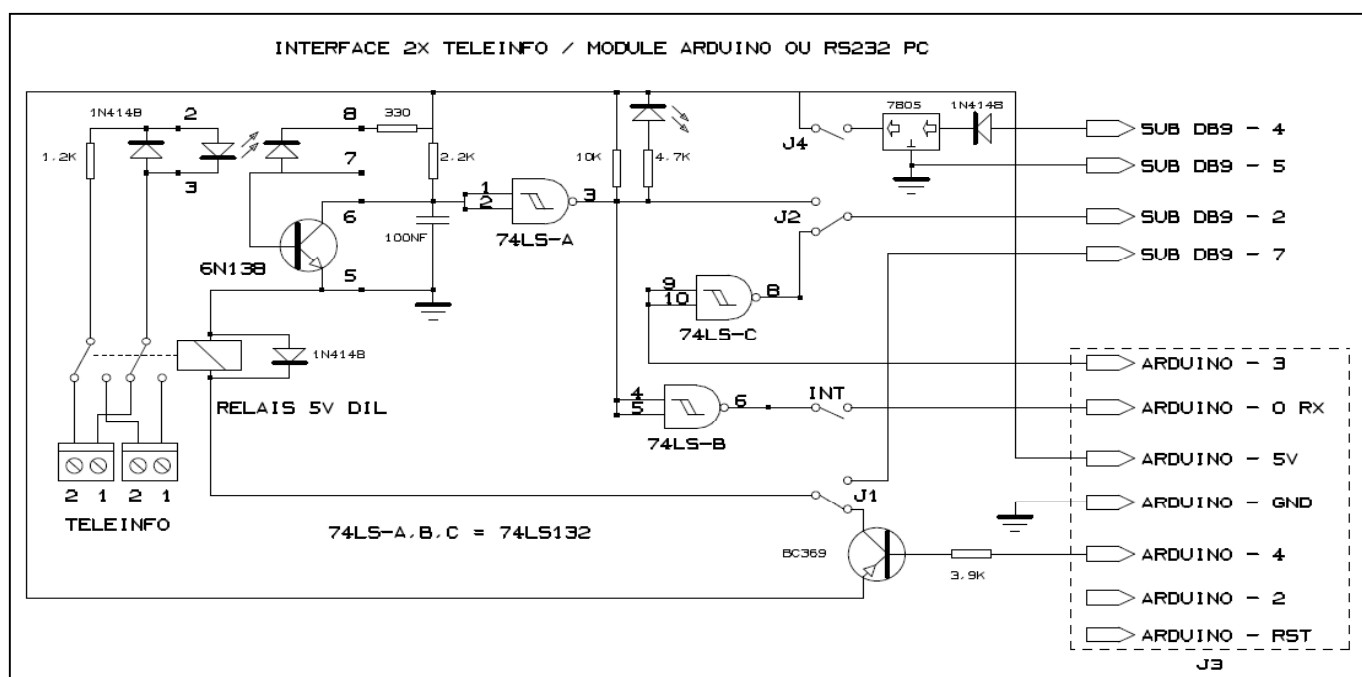 INTERFACE 2X TELEINFO / MODULE ARDUINO OU RS232 PC
1N4148
2
8
330
7805
1N4148
SUB DB9 - 4
J4
1,2K
7
2,2K
10K
4,7K
SUB DB9 - 5
3
1
2
3
6
J2
SUB DB9 - 2
100NF
74LS-A
6N138
5
SUB DB9 - 7
9
10
8
74LS-C
1N4148
ARDUINO - 3
RELAIS 5V DIL
4
5
6
INT
ARDUINO - 0 RX
74LS-B
ARDUINO - 5V
2 1 2 1
J1
TELEINFO
ARDUINO - GND
74LS-A,B,C = 74LS132
BC369
3,9K
ARDUINO - 4
ARDUINO - 2
ARDUINO - RST
J3